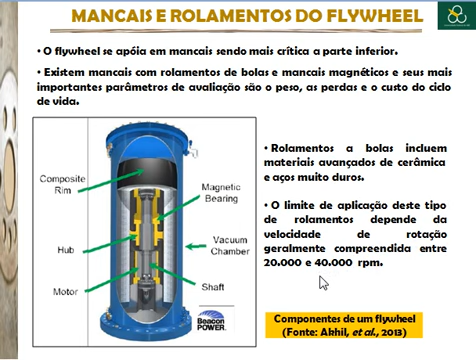 MANCAIS E ROLAMENTOS DO FLYWHEEL
• O flywheel se apóia em mancais sendo mais crítica a parte inferior.
• Existem mancais com rolamentos de bolas e mancais magnéticos e seus mais
importantes parâmetros de avaliação são o peso, as perdas e o custo do ciclo
de vida.
Composite
Rim
Magnetic
Bearing
Hub
Vacuum
Chamber
Motor
Shaft
Beacon
POWER
• Rolamentos a bolas incluem
materiais avançados de cerâmica
e aços muito duros.
• O limite de aplicação deste tipo
de rolamentos depende da
velocidade de rotação
geralmente compreendida entre
20.000 e 40.000 rpm.
Componentes de um flywheel
(Fonte: Akhil, et al., 2013)